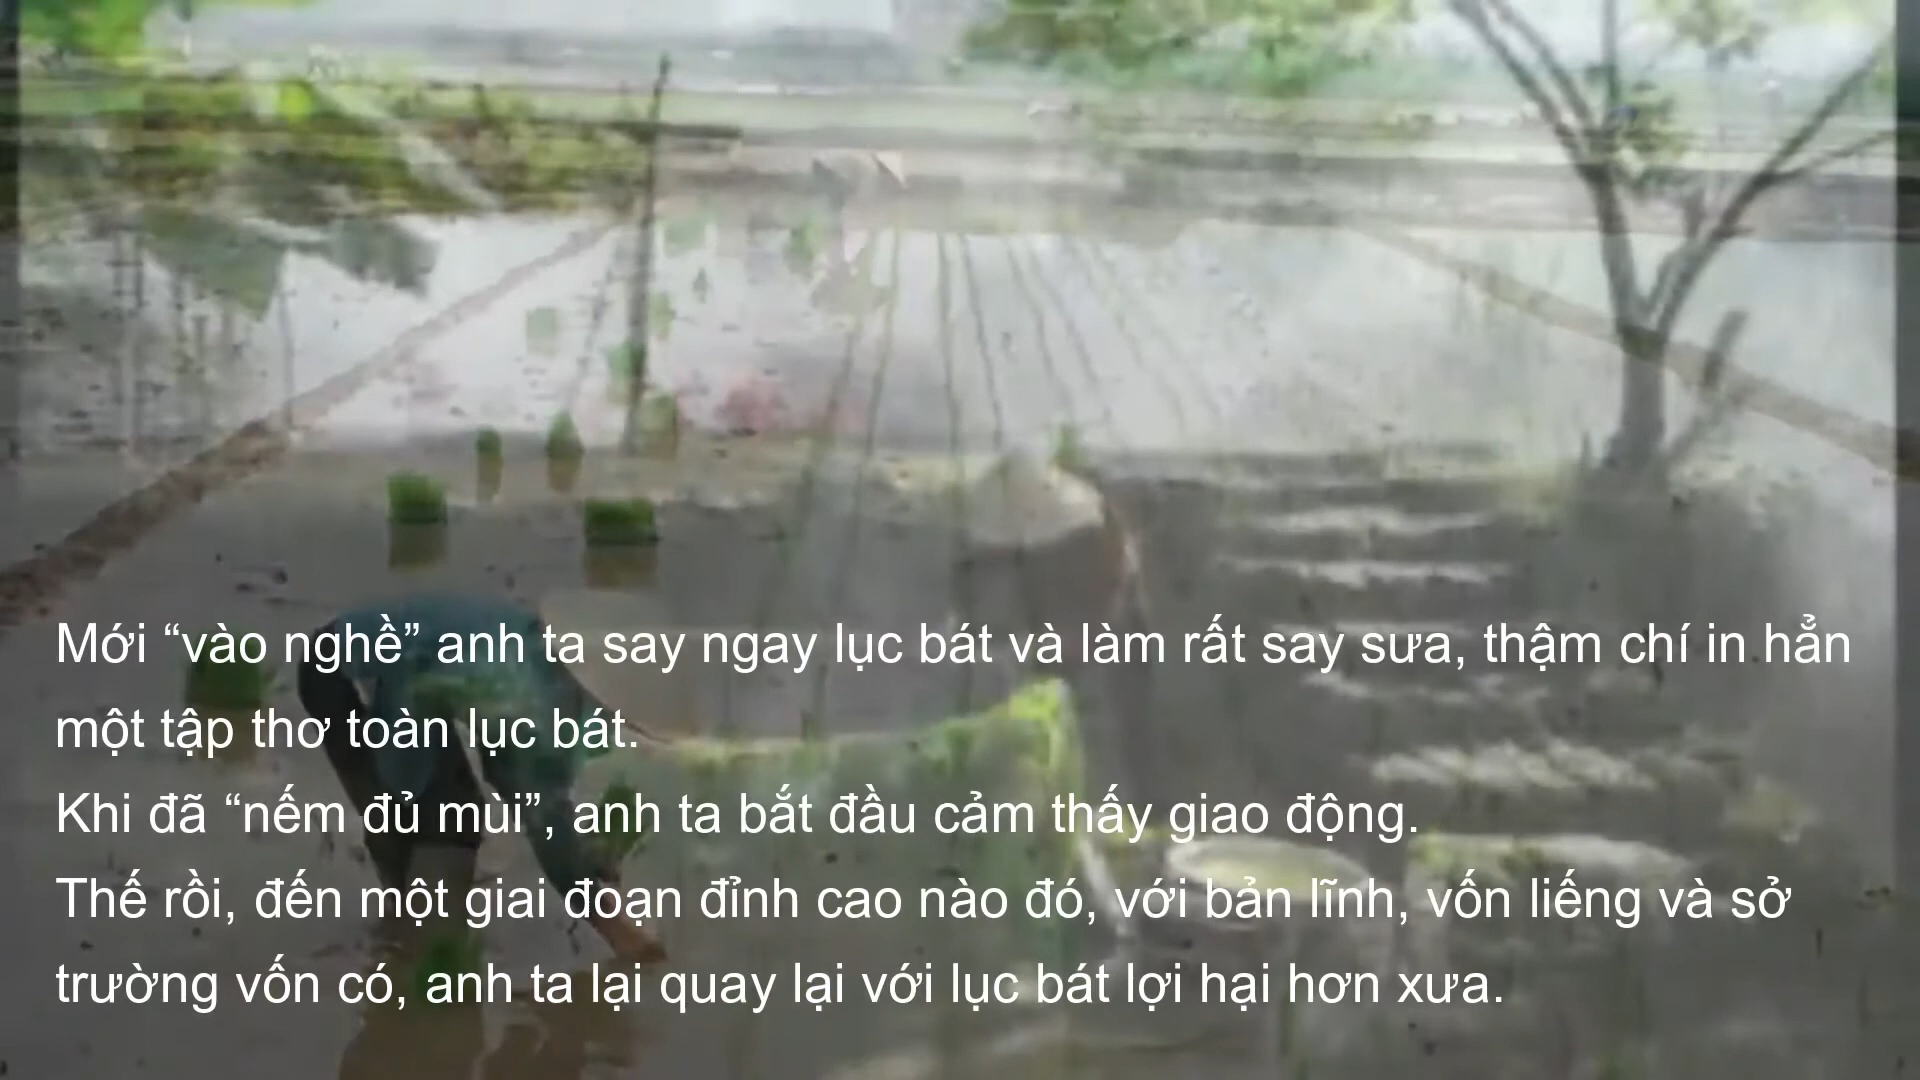 Mới “vào nghề” anh ta say ngay lục bát và làm rất say sưa, thậm chí in hẳn
một tập thơ toàn lục bát.
Khi đã “nếm đủ mùi”, anh ta bắt đầu cảm thấy giao động.
Thế rồi, đến một giai đoạn đỉnh cao nào đó, với bản lĩnh, vốn liếng và sở
trường vốn có, anh ta lại quay lại với lục bát lợi hại hơn xưa.